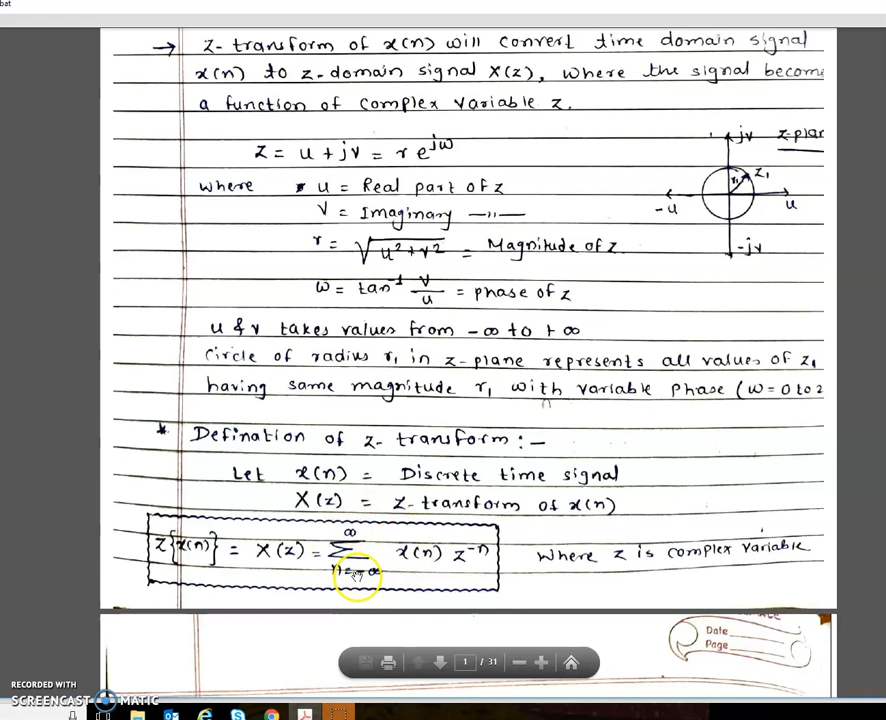 bat
→ z-transform of x(n) will convert time domain signal
x(n) to z-domain signal X(z), where the signal become
a function of complex variable z.
z = u + jv = r e^jω
jv
z-plan
z1
r1
-u
u
-jv
where u = Real part of z
v = Imaginary —〃—
r = √u²+v² = Magnitude of z
ω = tan⁻¹ v/u = phase of z
u & v takes values from -∞ to +∞
Circle of radius r1 in z-plane represents all values of z1
having same magnitude r1 with variable phase (ω = 0 to 2
* Defination of z-transform :-
Let x(n) = Discrete time signal
X(z) = z-transform of x(n)
Z{x(n)} = X(z) = ∞ Σ n=-∞ x(n) z⁻ⁿ where z is complex variable
Date
Page
1 / 31
RECORDED WITH
SCREENCAST MATIC